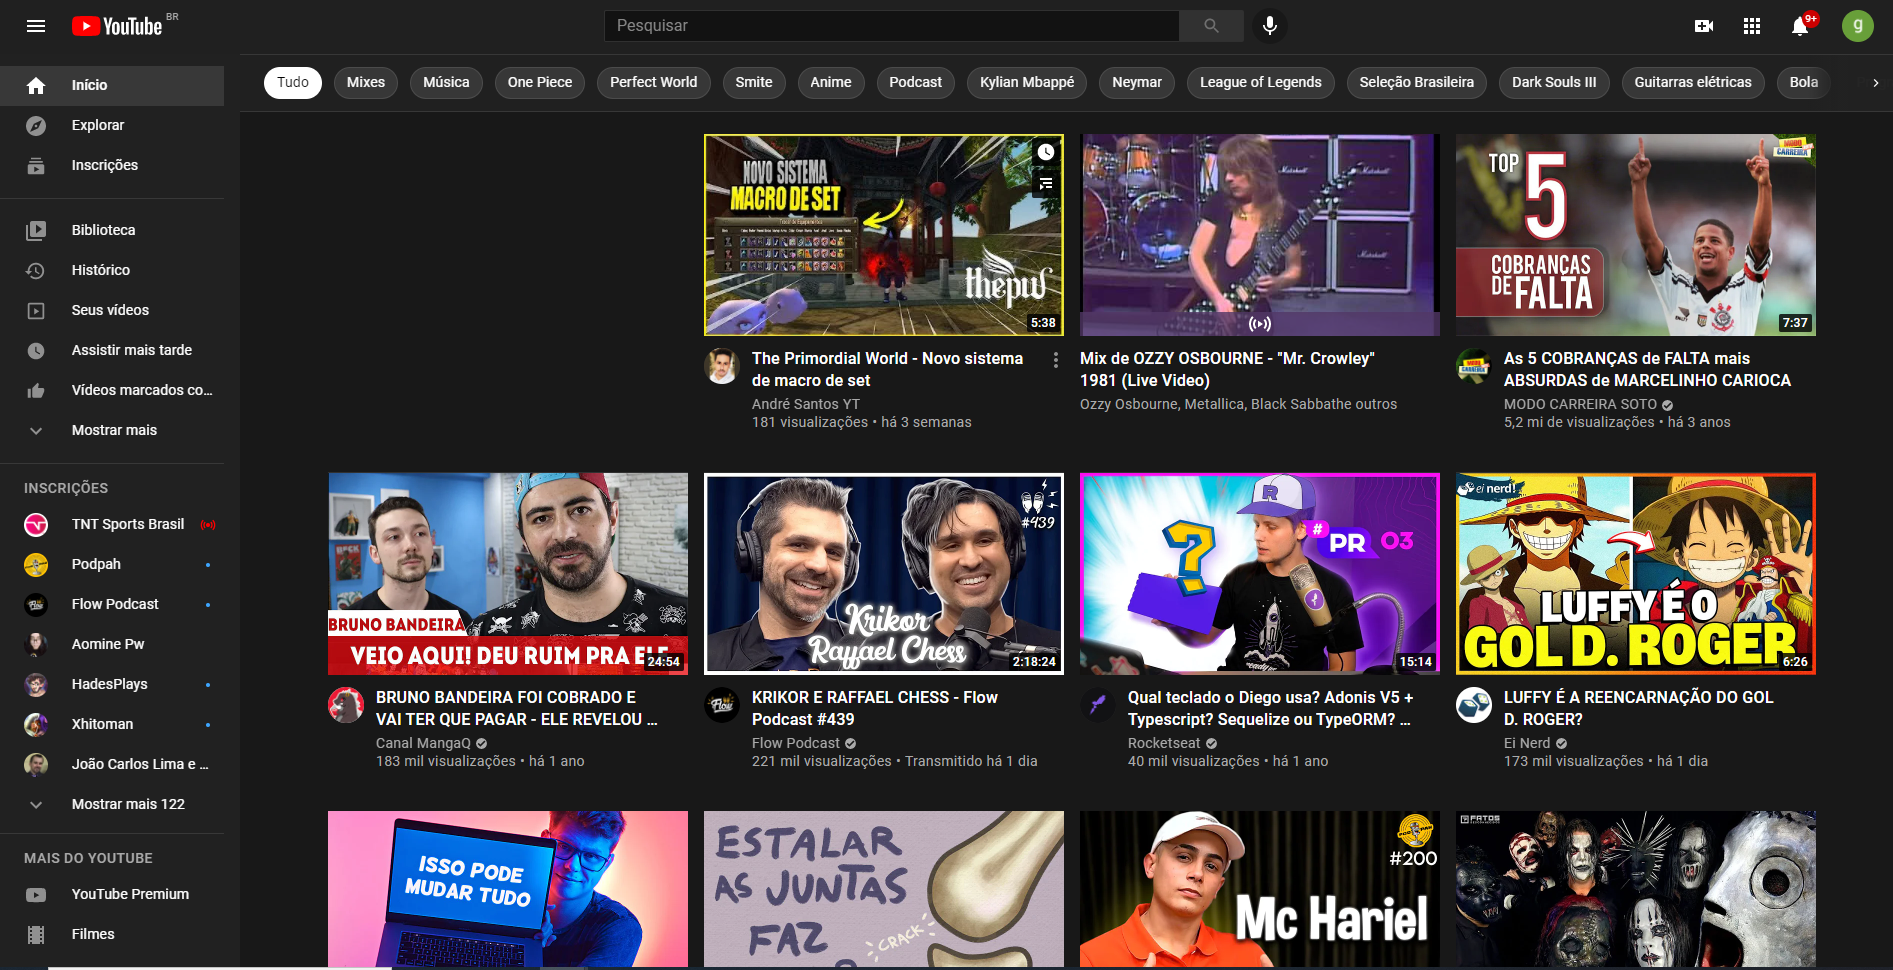 YouTube BR
Pesquisar
9+
g
Início
Explorar
Inscrições
Biblioteca
Histórico
Seus vídeos
Assistir mais tarde
Vídeos marcados co...
Mostrar mais
INSCRIÇÕES
TNT Sports Brasil
Podpah
Flow Podcast
Aomine Pw
HadesPlays
Xhitoman
João Carlos Lima e ...
Mostrar mais 122
MAIS DO YOUTUBE
YouTube Premium
Filmes
Tudo Mixes Música One Piece Perfect World Smite Anime Podcast Kylian Mbappé Neymar League of Legends Seleção Brasileira Dark Souls III Guitarras elétricas Bola
NOVO SISTEMA
MACRO DE SET
thepw
5:38
The Primordial World - Novo sistema
de macro de set
André Santos YT
181 visualizações • há 3 semanas
Marshall
Marshall
Marshall
Mix de OZZY OSBOURNE - "Mr. Crowley"
1981 (Live Video)
Ozzy Osbourne, Metallica, Black Sabbathe outros
MODO
CARREIRA
TOP
5
COBRANÇAS
DE FALTA
7:37
As 5 COBRANÇAS de FALTA mais
ABSURDAS de MARCELINHO CARIOCA
MODO CARREIRA SOTO
5,2 mi de visualizações • há 3 anos
BRUNO BANDEIRA
VEIO AQUI! DEU RUIM PRA ELE
24:54
BRUNO BANDEIRA FOI COBRADO E
VAI TER QUE PAGAR - ELE REVELOU ...
Canal MangaQ
183 mil visualizações • há 1 ano
#439
Krikor
Raffael Chess
2:18:24
Flow
KRIKOR E RAFFAEL CHESS - Flow
Podcast #439
Flow Podcast
221 mil visualizações • Transmitido há 1 dia
R
?
# PR 03
15:14
Qual teclado o Diego usa? Adonis V5 +
Typescript? Sequelize ou TypeORM? ...
Rocketseat
40 mil visualizações • há 1 ano
ei nerd!
LUFFY É O
GOL D. ROGER
6:26
LUFFY É A REENCARNAÇÃO DO GOL
D. ROGER?
Ei Nerd
173 mil visualizações • há 1 dia
ISSO PODE
MUDAR TUDO
ESTALAR
AS JUNTAS
FAZ
CRACK
PODPAH
#200
Mc Hariel
FATOS